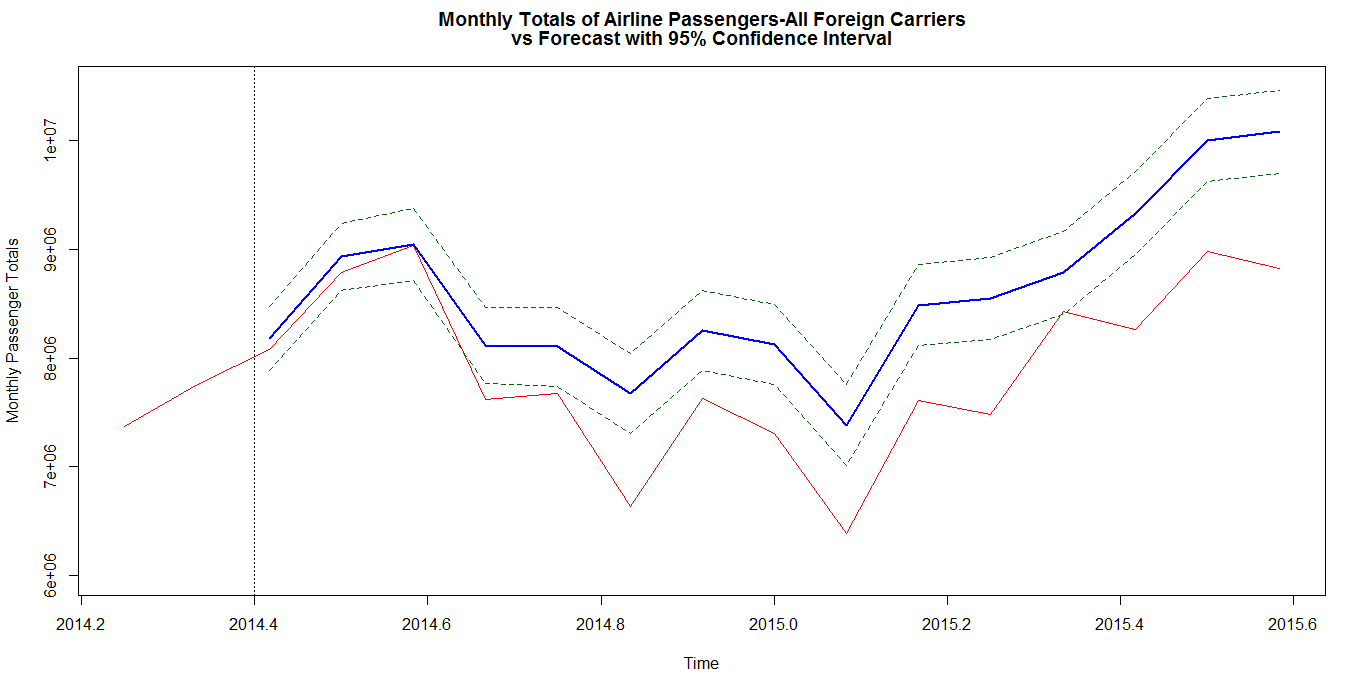 Monthly Totals of Airline Passengers-All Foreign Carriers
vs Forecast with 95% Confidence Interval
Monthly Passenger Totals
1e+07
9e+06
8e+06
7e+06
6e+06
2014.2 2014.4 2014.6 2014.8 2015.0 2015.2 2015.4 2015.6
Time